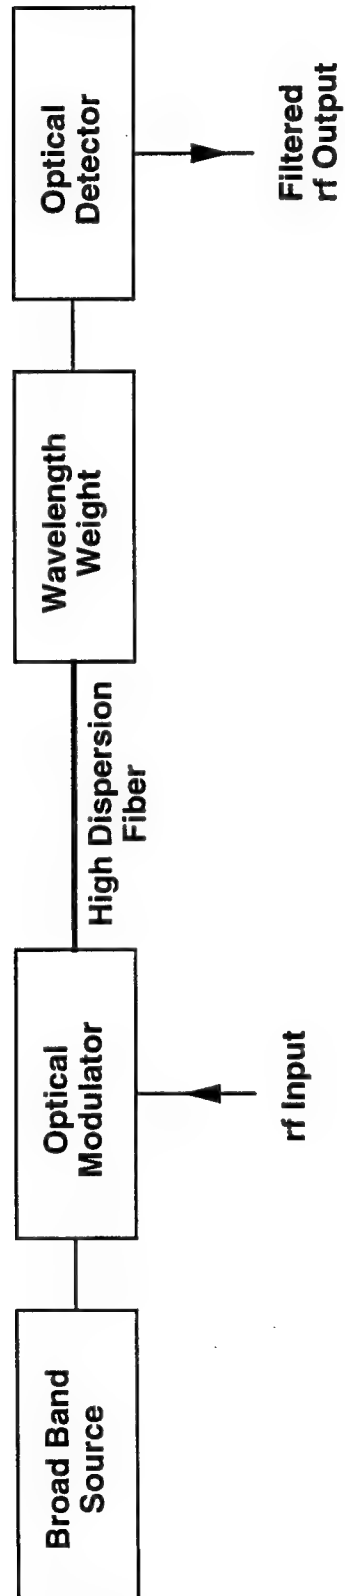 Broad Band
Source
Optical
Modulator
rf Input
High Dispersion
Fiber
Wavelength
Weight
Optical
Detector
Filtered
rf Output